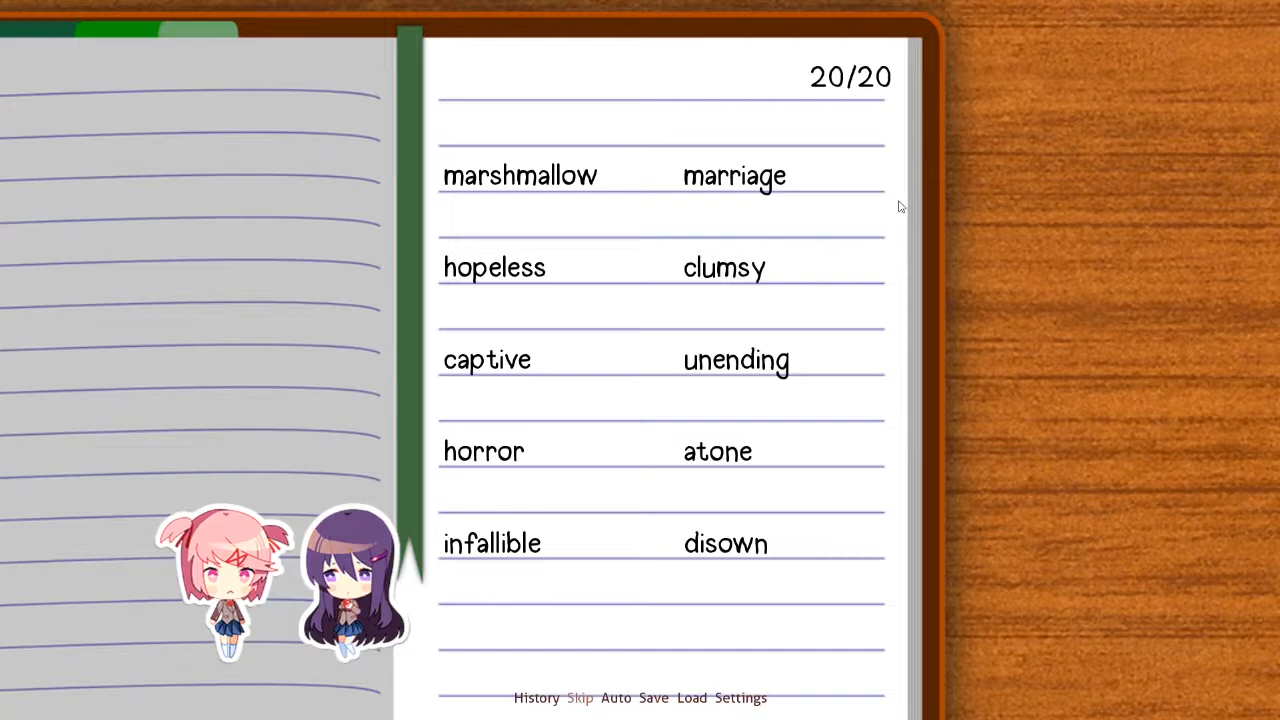 20/20
marshmallow marriage
hopeless clumsy
captive unending
horror atone
infallible disown
History Skip Auto Save Load Settings